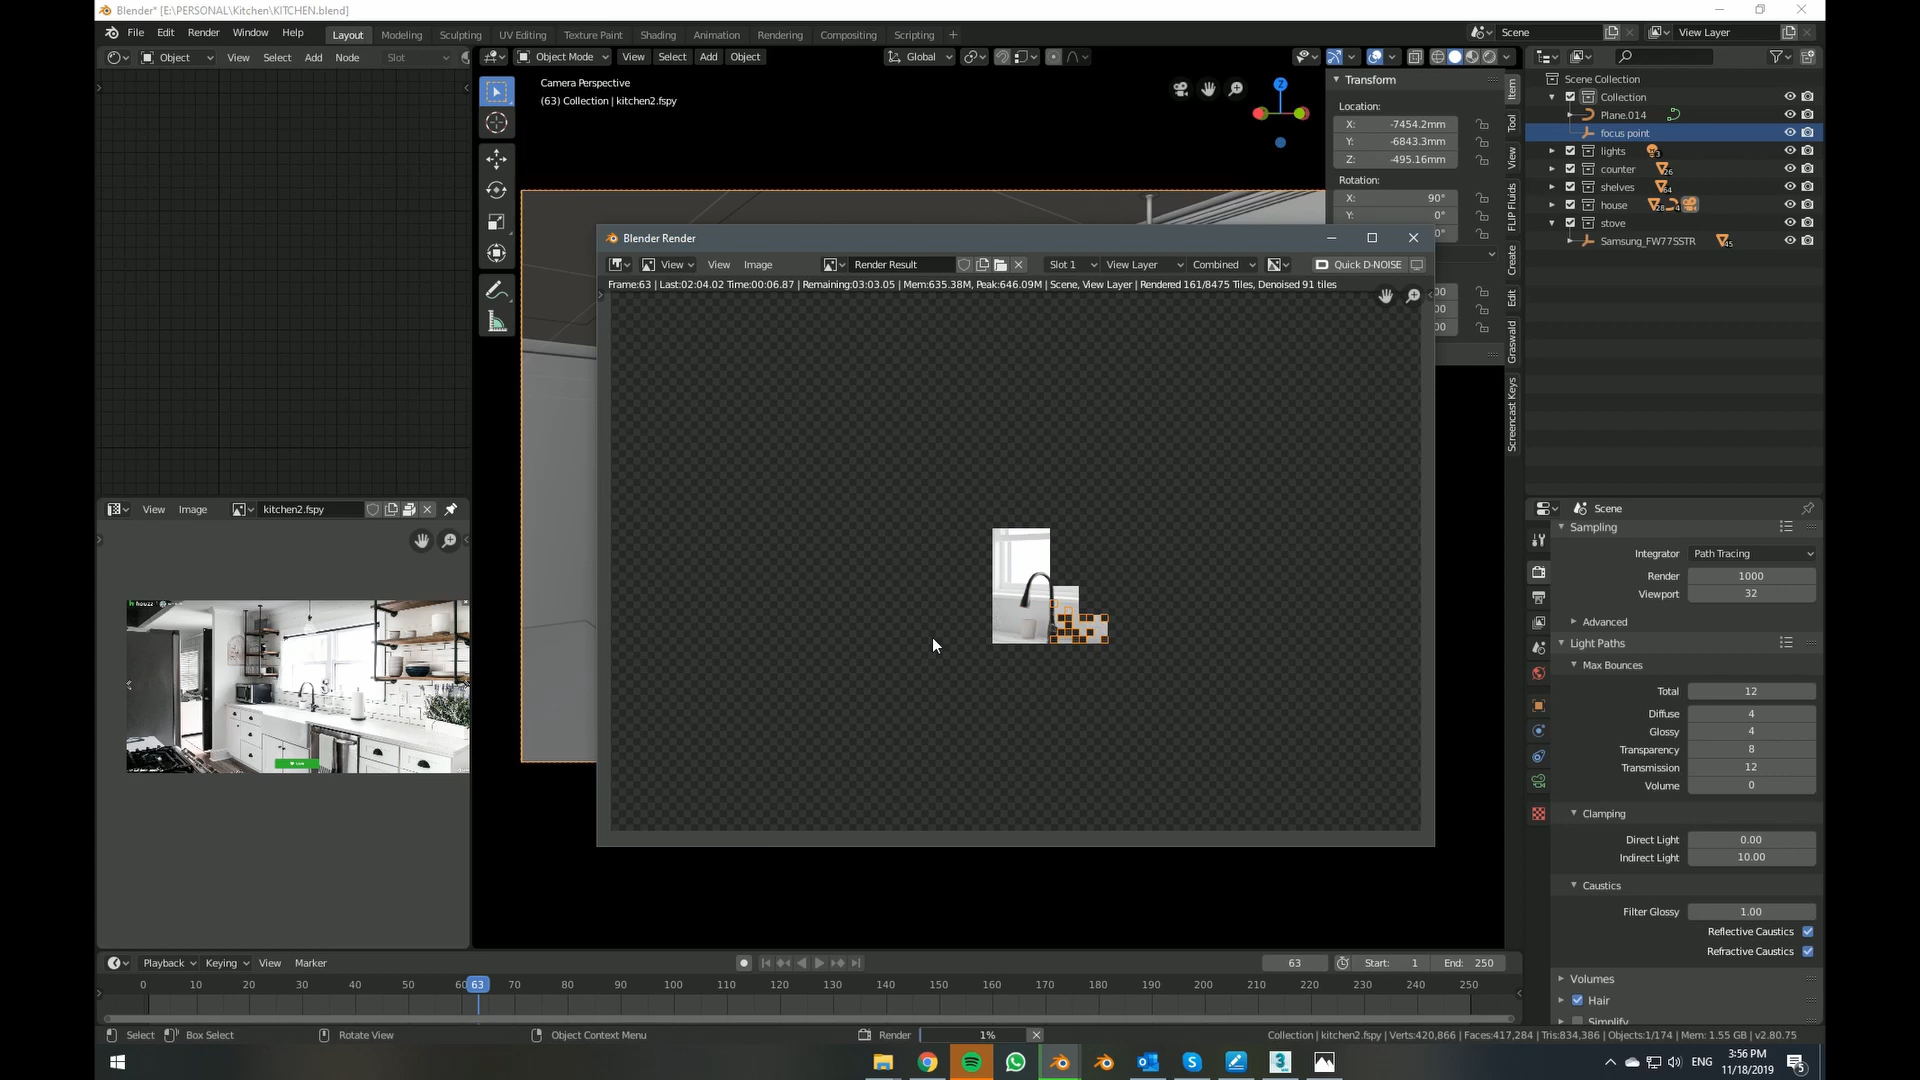 Blender* [E:\PERSONAL\Kitchen\KITCHEN.blend]
File Edit Render Window Help Layout Modeling Sculpting UV Editing Texture Paint Shading Animation Rendering Compositing Scripting + Scene View Layer
Object View Select Add Node Slot
Object Mode View Select Add Object Global
Camera Perspective
(63) Collection | kitchen2.fspy
Transform
Location:
X: -7454.2mm
Y: -6843.3mm
Z: -495.16mm
Rotation:
X: 90°
Y: 0°
0°
00
00
00
Item
Tool
View
FLIP Fluids
Create
Edit
Graswald
Screencast Keys
Scene Collection
Collection
Plane.014
focus point
lights 3
counter 26
shelves 64
house 28 4
stove
Samsung_FW77SSTR 45
Blender Render
View View Image Render Result Slot 1 View Layer Combined Quick D-NOISE
Frame:63 | Last:02:04.02 Time:00:06.87 | Remaining:03:03.05 | Mem:635.38M, Peak:646.09M | Scene, View Layer | Rendered 161/8475 Tiles, Denoised 91 tiles
View Image kitchen2.fspy
houzz
Scene
Sampling
Integrator Path Tracing
Render 1000
Viewport 32
Advanced
Light Paths
Max Bounces
Total 12
Diffuse 4
Glossy 4
Transparency 8
Transmission 12
Volume 0
Clamping
Direct Light 0.00
Indirect Light 10.00
Caustics
Filter Glossy 1.00
Reflective Caustics
Refractive Caustics
Volumes
Hair
Simplify
Playback Keying View Marker 63 Start: 1 End: 250
0 10 20 30 40 50 60 63 70 80 90 100 110 120 130 140 150 160 170 180 190 200 210 220 230 240 250
Select Box Select Rotate View Object Context Menu Render 1% Collection | kitchen2.fspy | Verts:420,866 | Faces:417,284 | Tris:834,386 | Objects:1/174 | Mem: 1.55 GB | v2.80.75
ENG 3:56 PM
11/18/2019 5